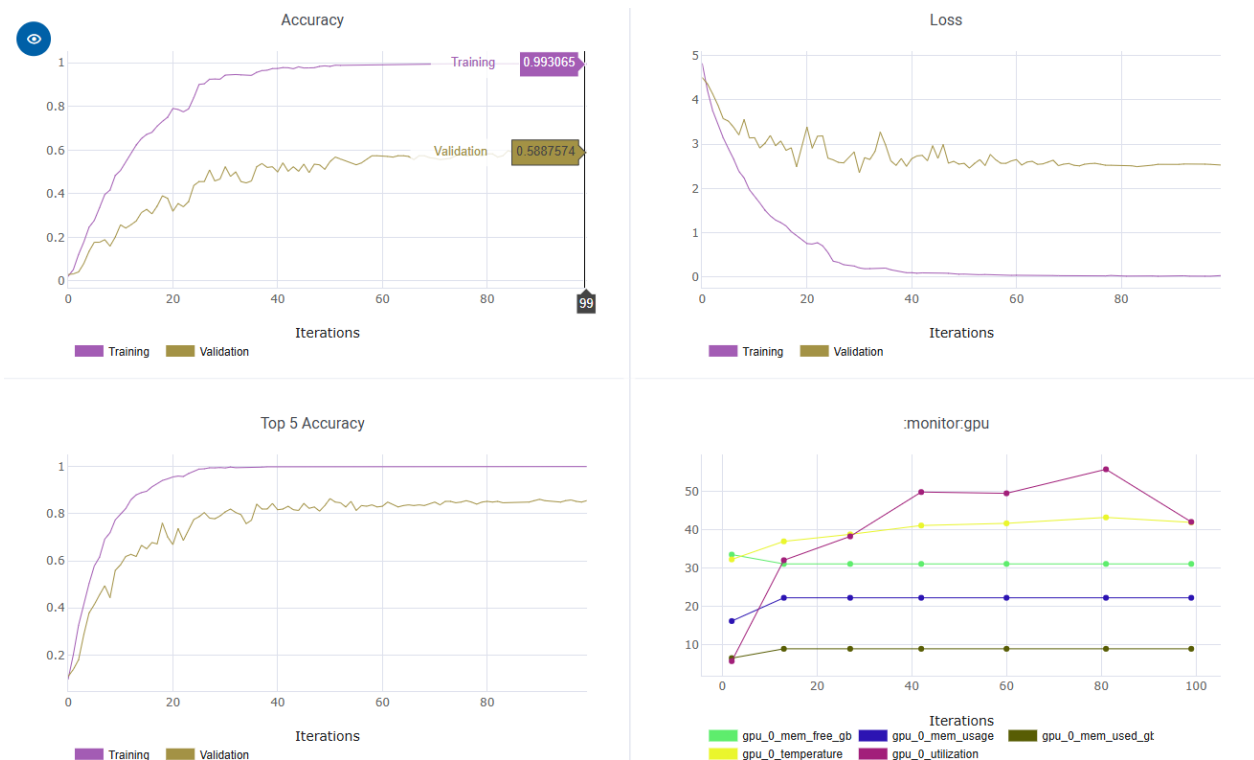 Accuracy
1
0.8
0.6
0.4
0.2
0
Training
0.993065
Validation
0.5887574
0
20
40
60
80
99
Iterations
Training
Validation
Loss
5
4
3
2
1
0
0
20
40
60
80
Iterations
Training
Validation
Top 5 Accuracy
1
0.8
0.6
0.4
0.2
0
20
40
60
80
Iterations
Training
Validation
:monitor:gpu
50
40
30
20
10
0
20
40
60
80
100
Iterations
gpu_0_mem_free_gb
gpu_0_mem_usage
gpu_0_mem_used_gb
gpu_0_temperature
gpu_0_utilization